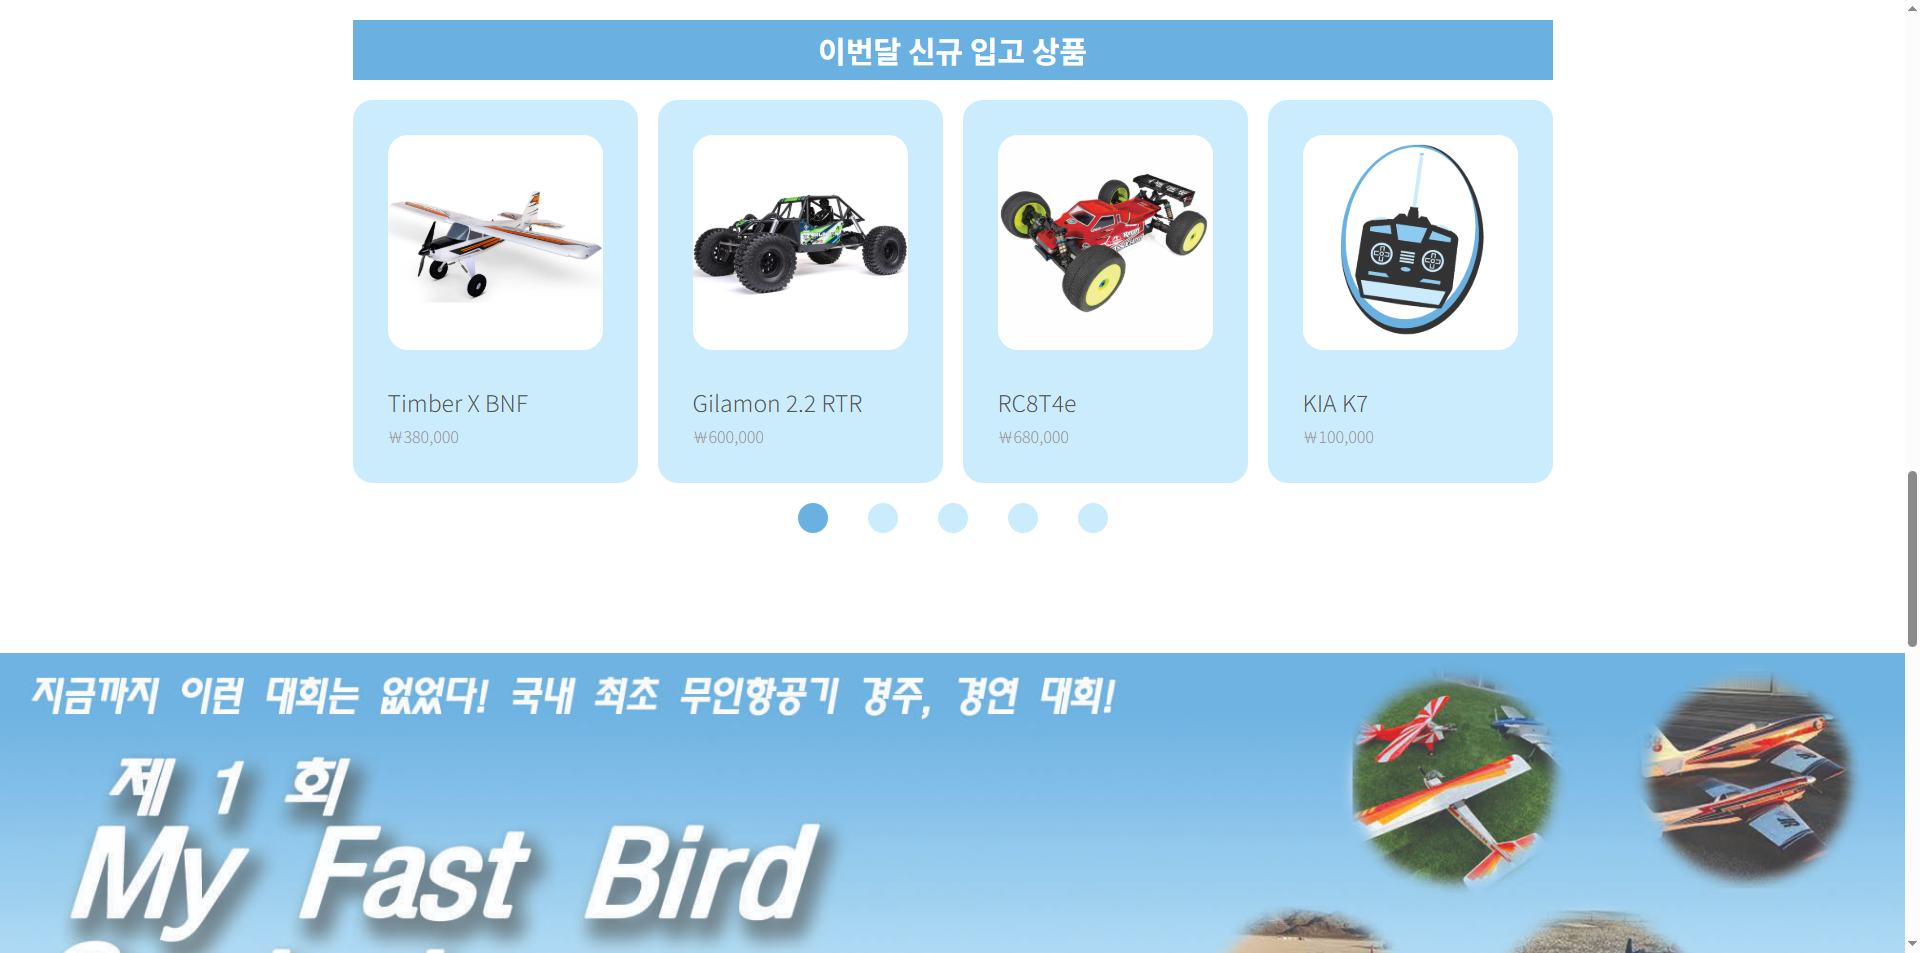 이번달 신규 입고 상품
Timber X BNF
₩380,000
Gilamon 2.2 RTR
₩600,000
RC8T4e
₩680,000
KIA K7
₩100,000
지금까지 이런 대회는 없었다! 국내 최초 무인항공기 경주, 경연 대회!
제 1 회
My Fast Bird